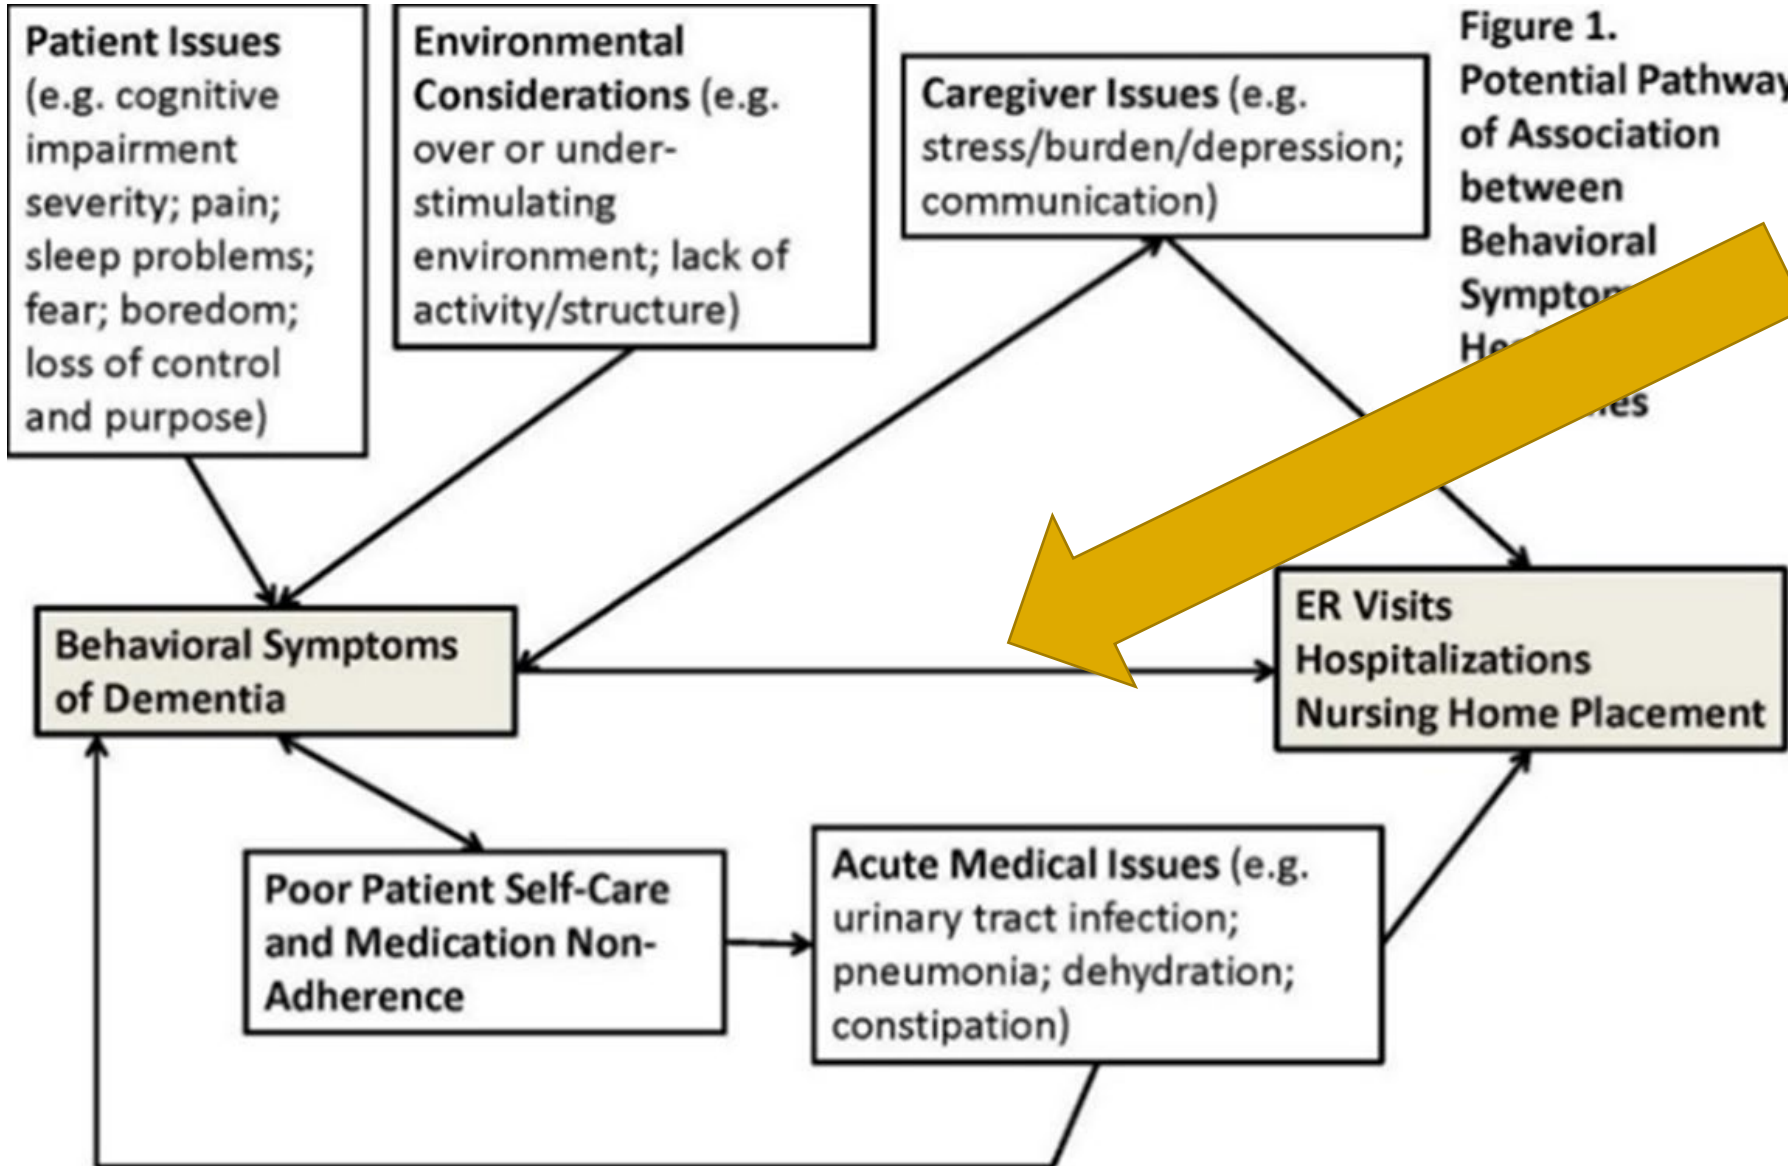 Patient Issues
(e.g. cognitive
impairment
severity; pain;
sleep problems;
fear; boredom;
loss of control
and purpose)
Environmental
Considerations (e.g.
over or under-
stimulating
environment; lack of
activity/structure)
Caregiver Issues (e.g.
stress/burden/depression;
communication)
Figure 1.
Potential Pathway
of Association
between
Behavioral
Behavioral Symptoms
of Dementia
ER Visits
Hospitalizations
Nursing Home Placement
Poor Patient Self-Care
and Medication Non-
Adherence
Acute Medical Issues (e.g.
urinary tract infection;
pneumonia; dehydration;
constipation)